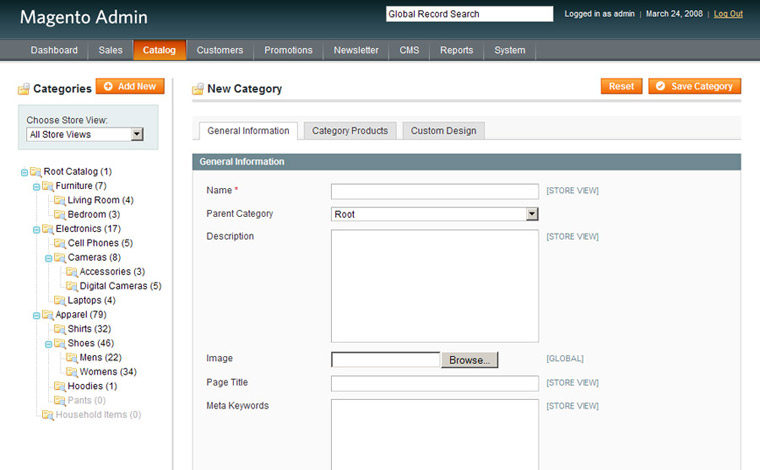 Magento Admin
Global Record Search
Logged in as admin | March 24, 2008 | Log Out
Dashboard Sales Catalog Customers Promotions Newsletter CMS Reports System
Categories Add New
Choose Store View:
All Store Views
Root Catalog (1)
Furniture (7)
Living Room (4)
Bedroom (3)
Electronics (17)
Cell Phones (5)
Cameras (8)
Accessories (3)
Digital Cameras (5)
Laptops (4)
Apparel (79)
Shirts (32)
Shoes (46)
Mens (22)
Womens (34)
Hoodies (1)
Pants (0)
Household Items (0)
New Category Reset Save Category
General Information Category Products Custom Design
General Information
Name * [STORE VIEW]
Parent Category Root
Description [STORE VIEW]
Image Browse... [GLOBAL]
Page Title [STORE VIEW]
Meta Keywords [STORE VIEW]